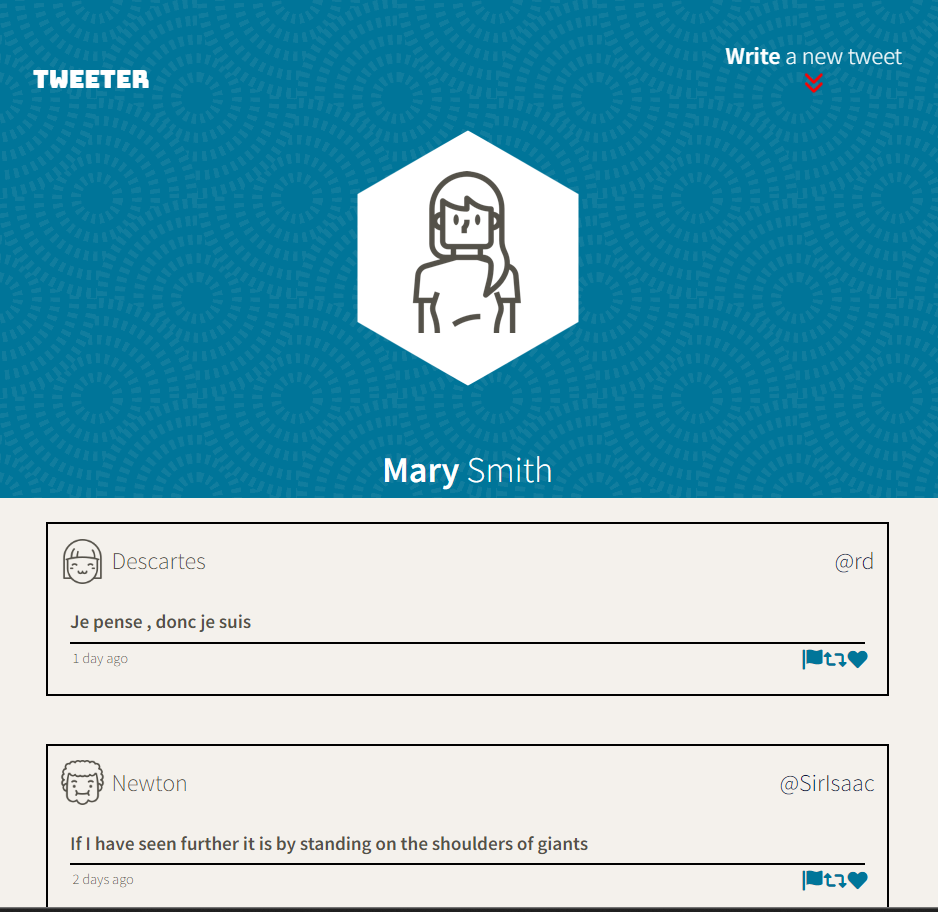 TWEETER
Write a new tweet
Mary Smith
Descartes
@rd
Je pense , donc je suis
1 day ago
Newton
@SirIsaac
If I have seen further it is by standing on the shoulders of giants
2 days ago